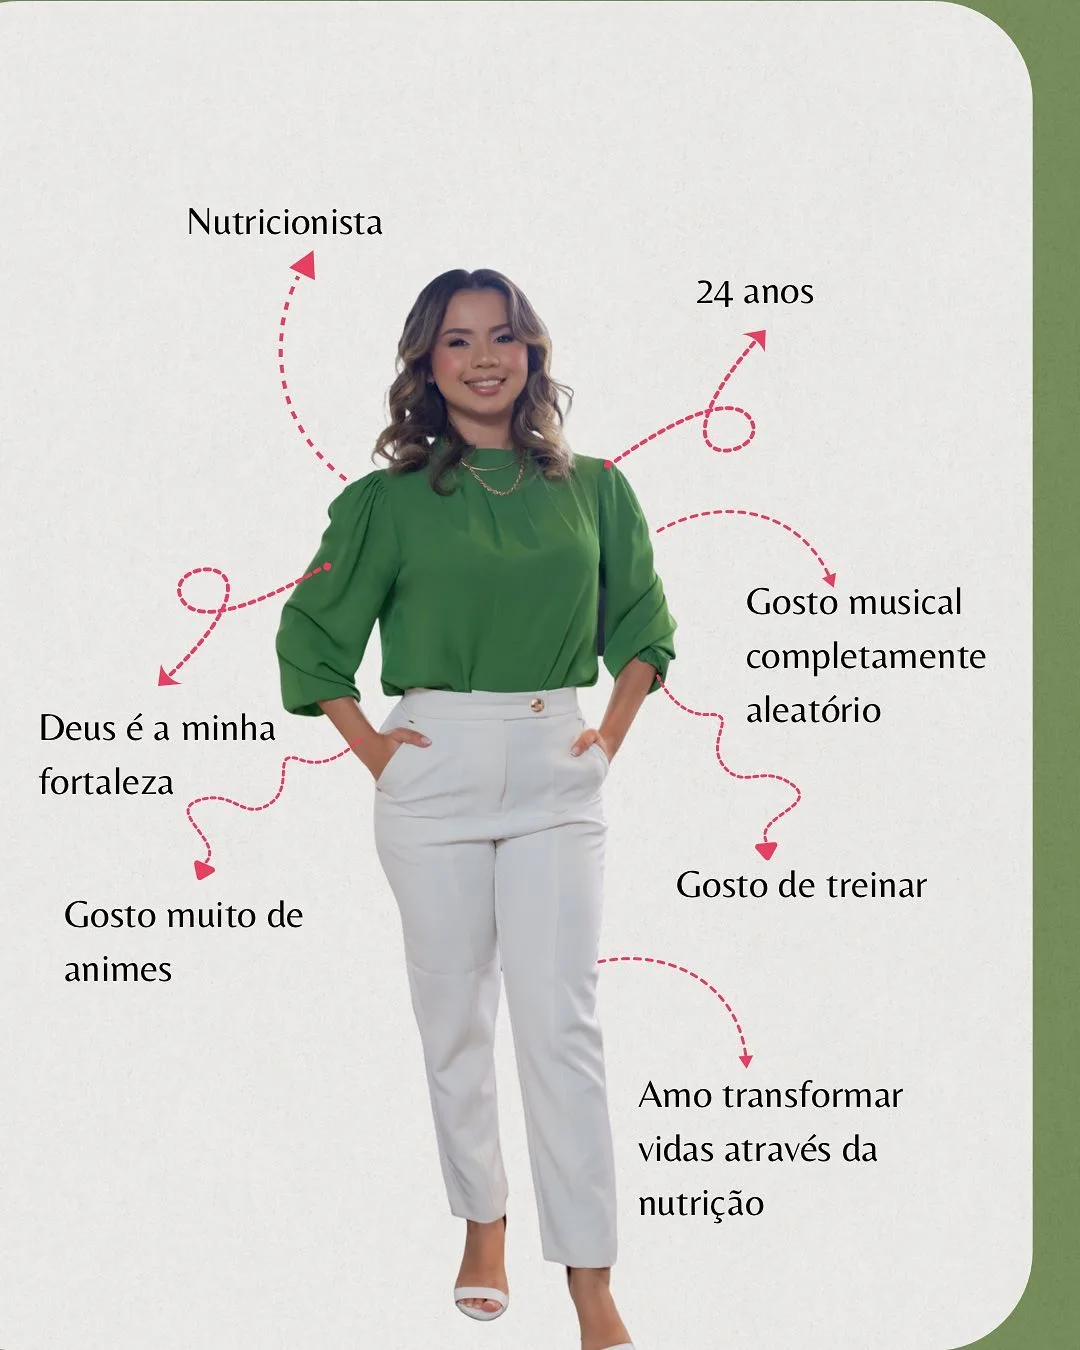 Nutricionista
24 anos
Gosto musical
completamente
aleatório
Deus é a minha
fortaleza
Gosto de treinar
Gosto muito de
animes
Amo transformar
vidas através da
nutrição